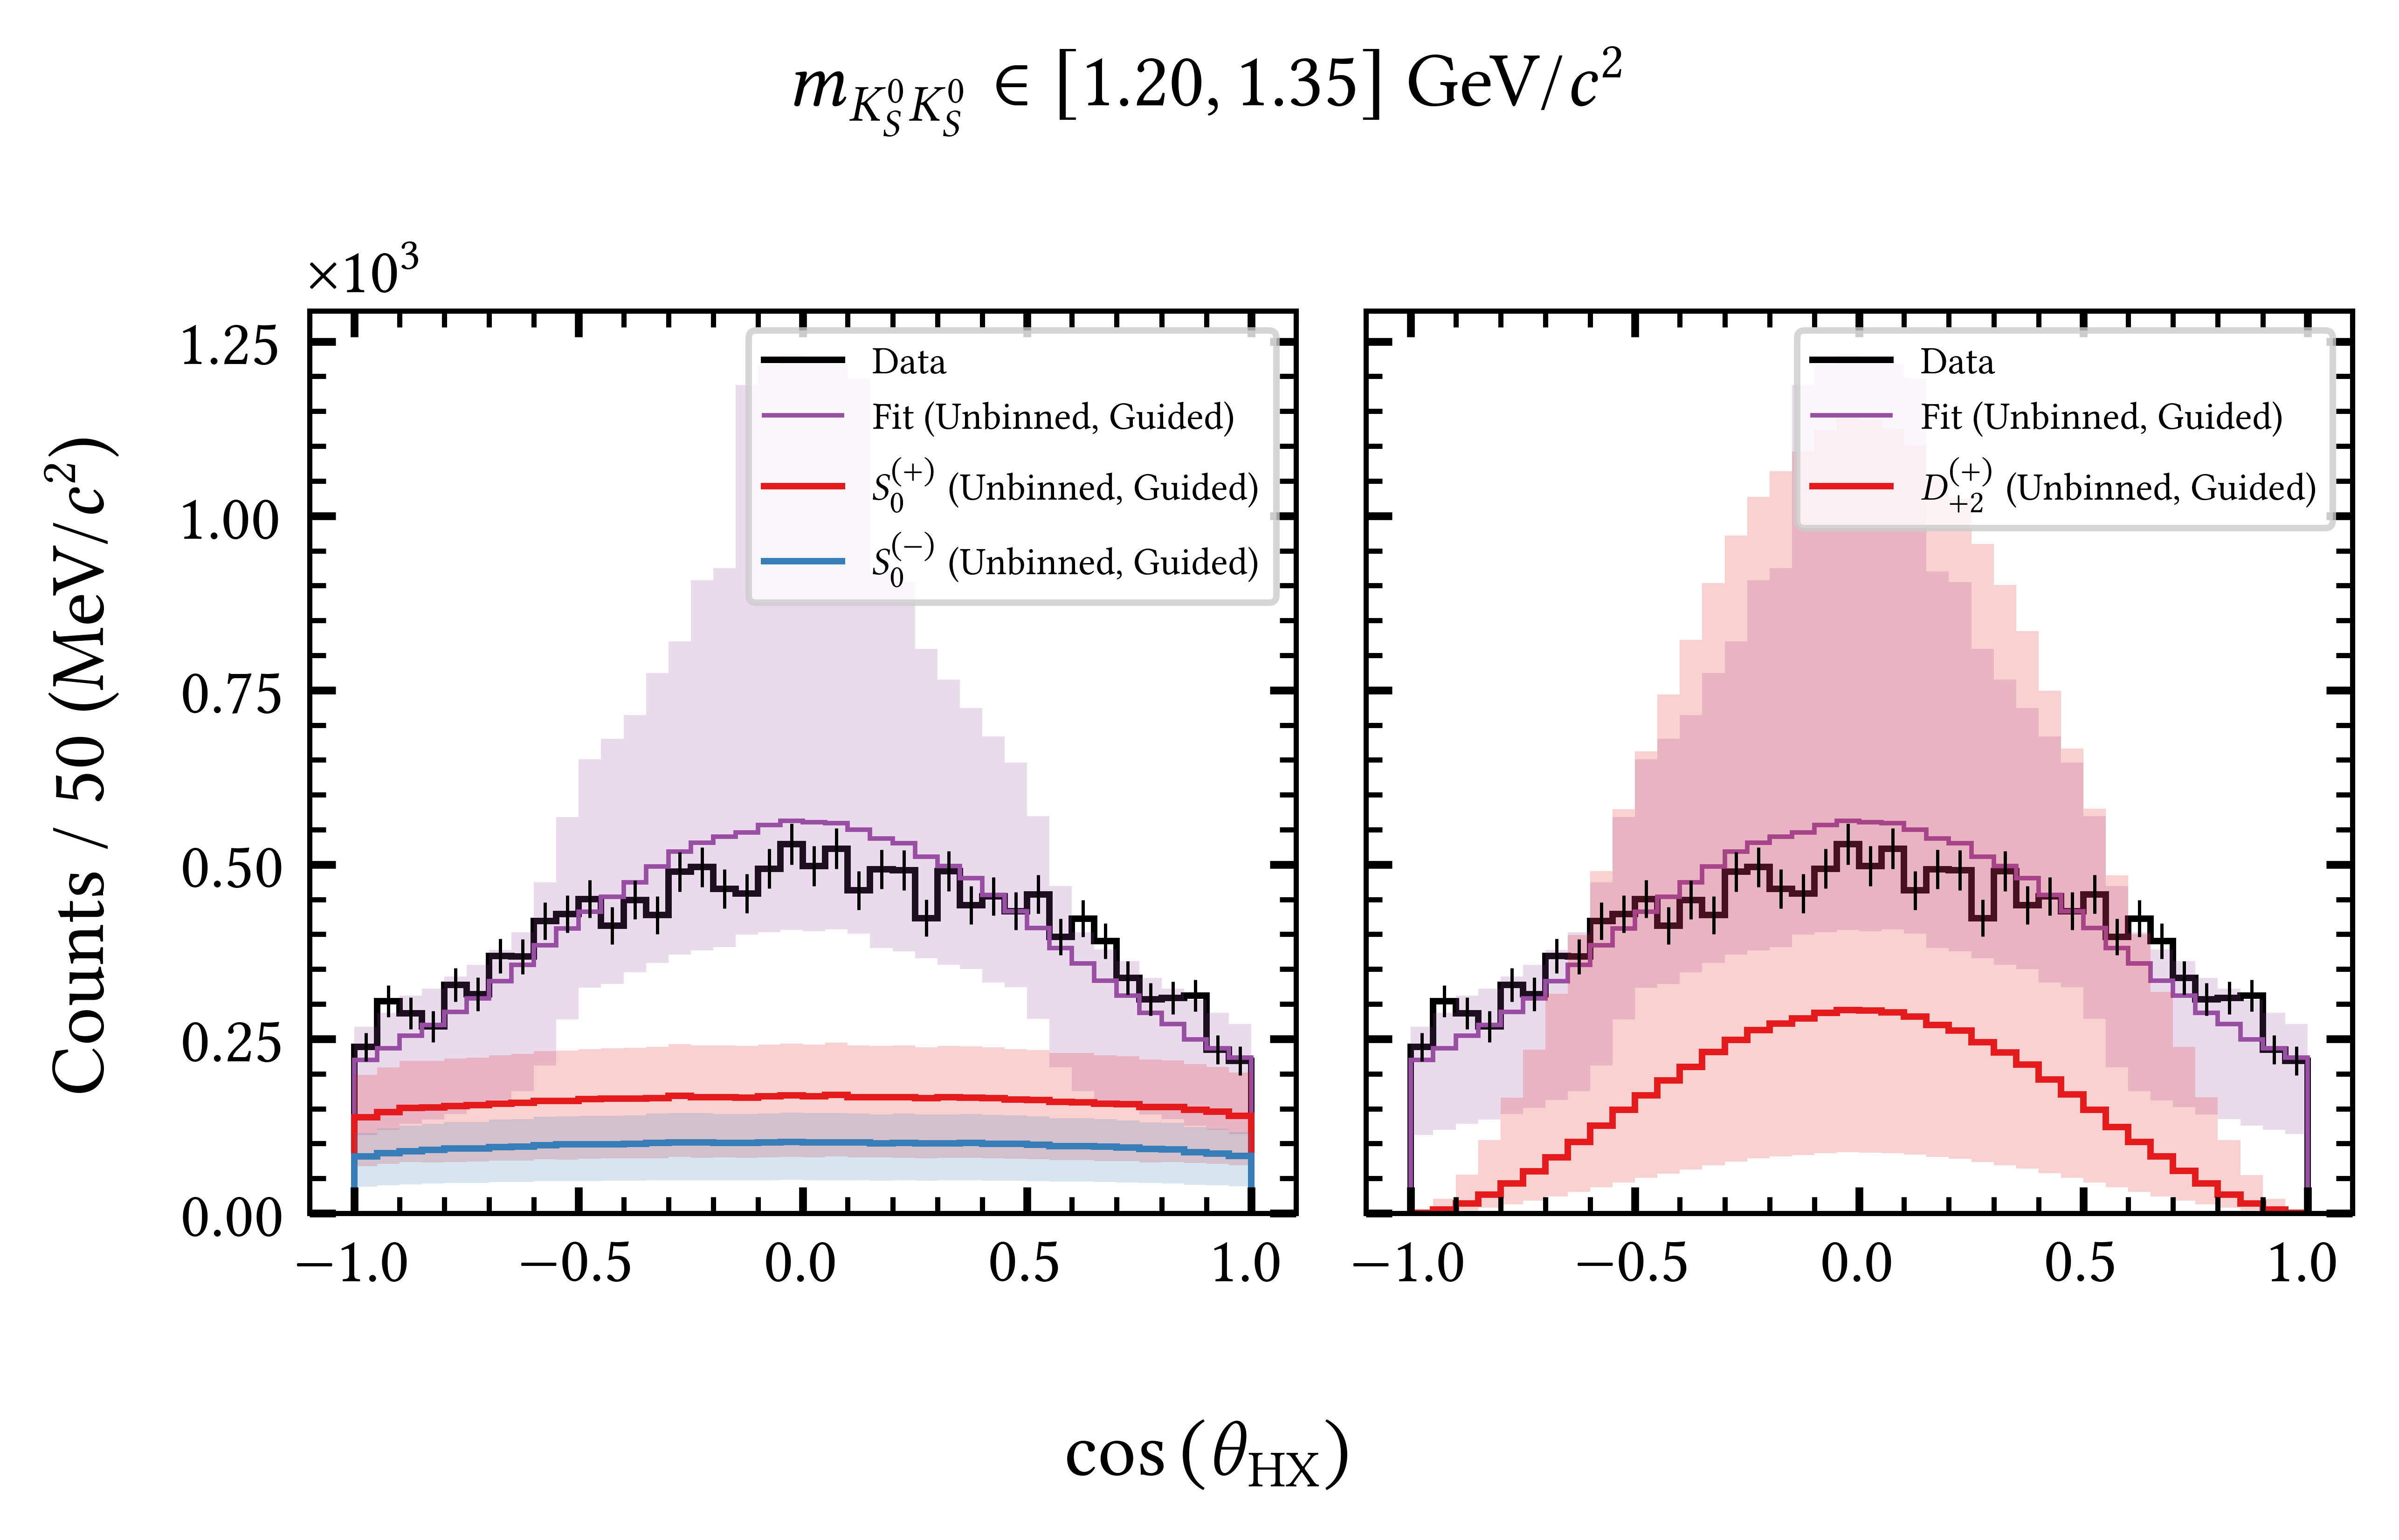 m_{K_S^0 K_S^0} ∈ [1.20, 1.35] GeV/c²
×10³
Counts / 50 (MeV/c²)
1.25
1.00
0.75
0.50
0.25
0.00
Data
Fit (Unbinned, Guided)
S_0^{(+)} (Unbinned, Guided)
S_0^{(−)} (Unbinned, Guided)
Data
Fit (Unbinned, Guided)
D_{+2}^{(+)} (Unbinned, Guided)
−1.0 −0.5 0.0 0.5 1.0
−1.0 −0.5 0.0 0.5 1.0
cos (θ_{HX})